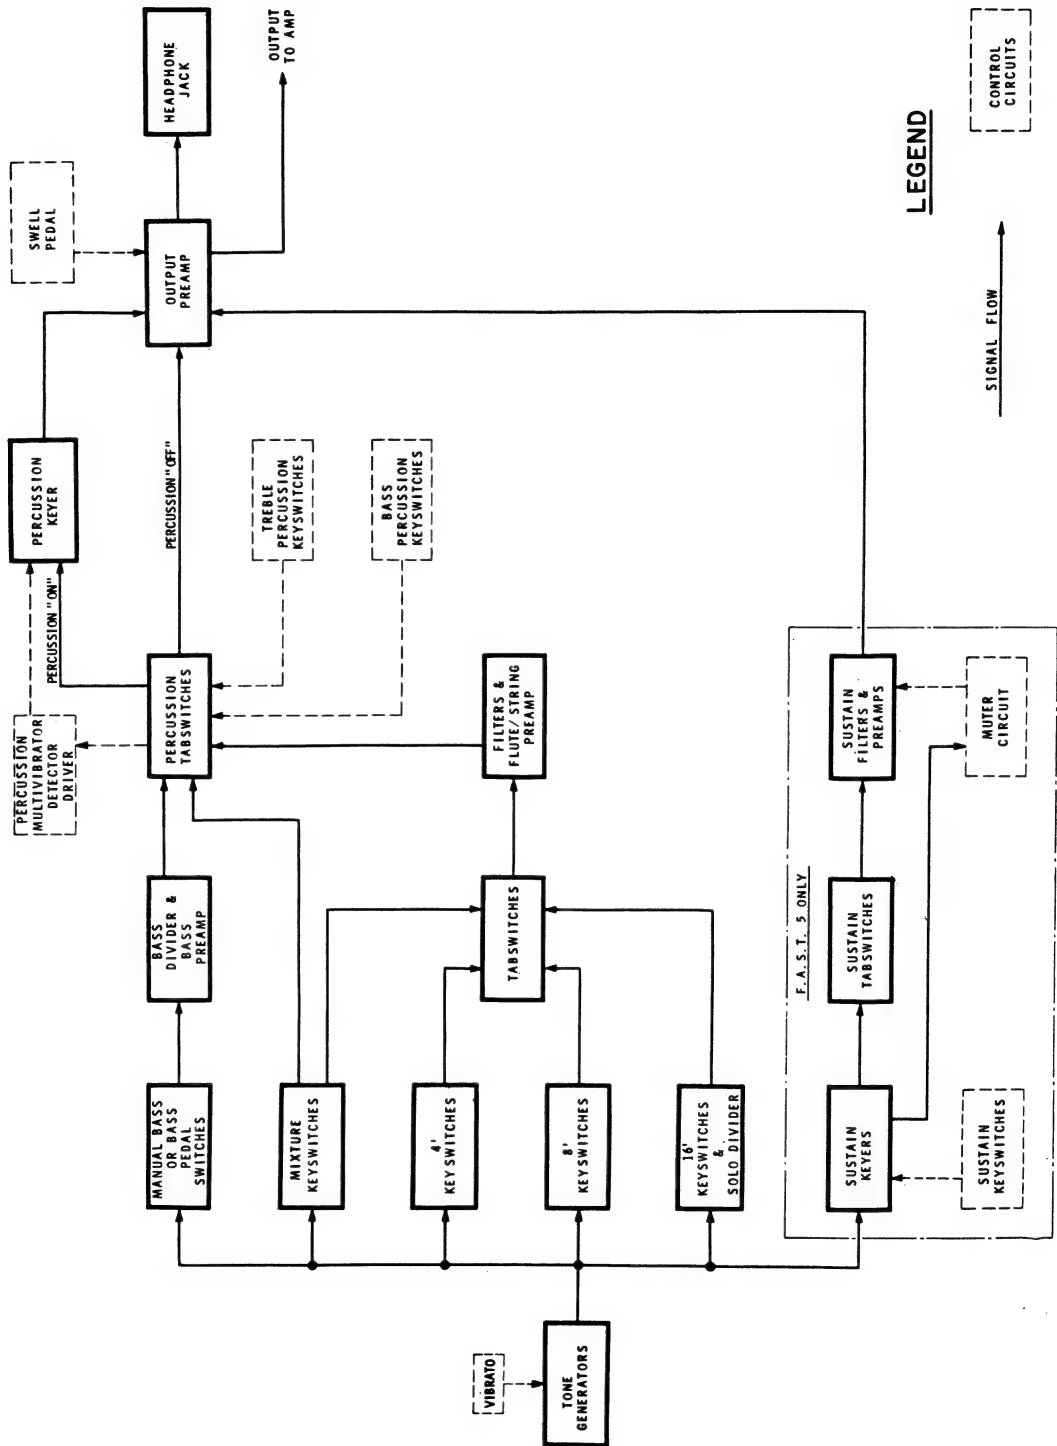 VIBRATO
TONE
GENERATORS
MANUAL BASS
OR BASS
PEDAL
SWITCHES
MIXTURE
KEYSWITCHES
4'
KEYSWITCHES
8'
KEYSWITCHES
16'
KEYSWITCHES
&
SOLO DIVIDER
SUSTAIN
KEYERS
SUSTAIN
KEYSWITCHES
BASS
DIVIDER &
BASS
PREAMP
TABSWITCHES
F.A.S.T. 5 ONLY
SUSTAIN
TABSWITCHES
PERCUSSION
MULTIVIBRATOR
DETECTOR
DRIVER
PERCUSSION
TABSWITCHES
FILTERS &
FLUTE/STRING
PREAMP
SUSTAIN
FILTERS &
PREAMPS
MUTER
CIRCUIT
PERCUSSION "ON"
PERCUSSION
KEYER
PERCUSSION "OFF"
TREBLE
PERCUSSION
KEYSWITCHES
BASS
PERCUSSION
KEYSWITCHES
SWELL
PEDAL
OUTPUT
PREAMP
HEADPHONE
JACK
OUTPUT
TO AMP
LEGEND
SIGNAL FLOW
CONTROL
CIRCUITS